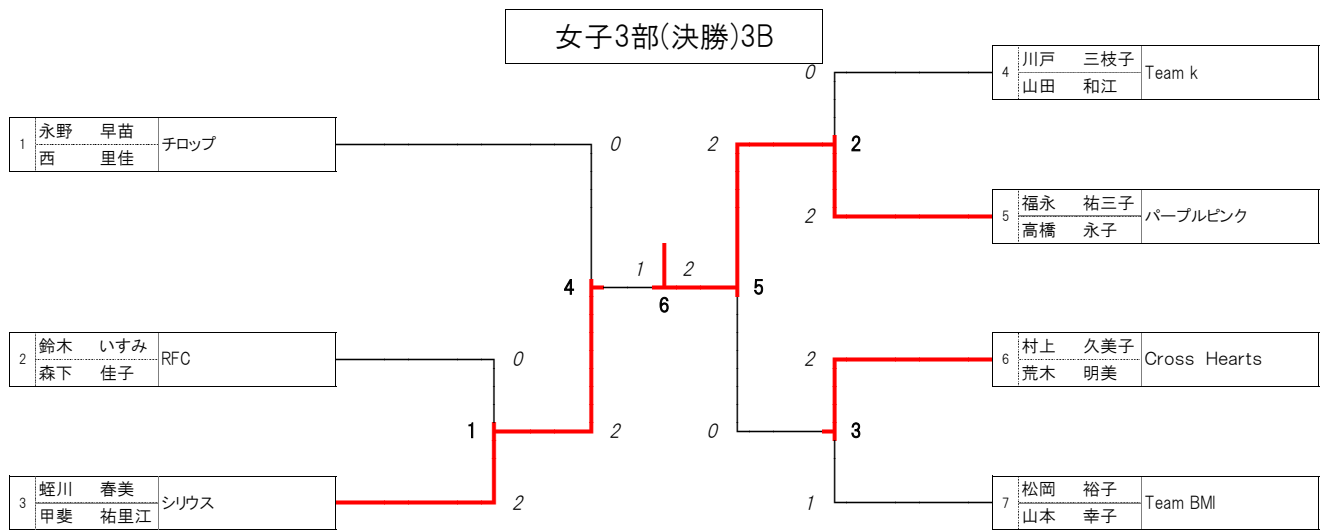 女子3部(決勝)3B
1 永野 早苗 チロップ
西 里佳
2 鈴木 いすみ RFC
森下 佳子
3 蛭川 春美 シリウス
甲斐 祐里江
0
0
4
1
2
2
1 2
6
0
2
2
2
5
2
0
3
1
4 川戸 三枝子 Team k
山田 和江
5 福永 祐三子 パープルピンク
高橋 永子
6 村上 久美子 Cross Hearts
荒木 明美
7 松岡 裕子 Team BMI
山本 幸子